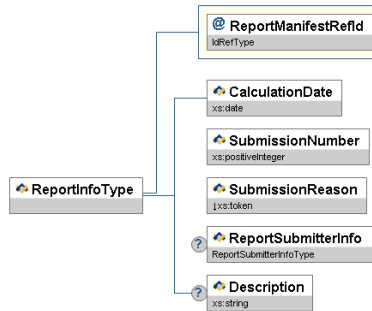 @ ReportManifestRefId
IdRefType
CalculationDate
xs:date
SubmissionNumber
xs:positiveInteger
ReportInfoType
SubmissionReason
xs:token
? ReportSubmitterInfo
ReportSubmitterInfoType
? Description
xs:string